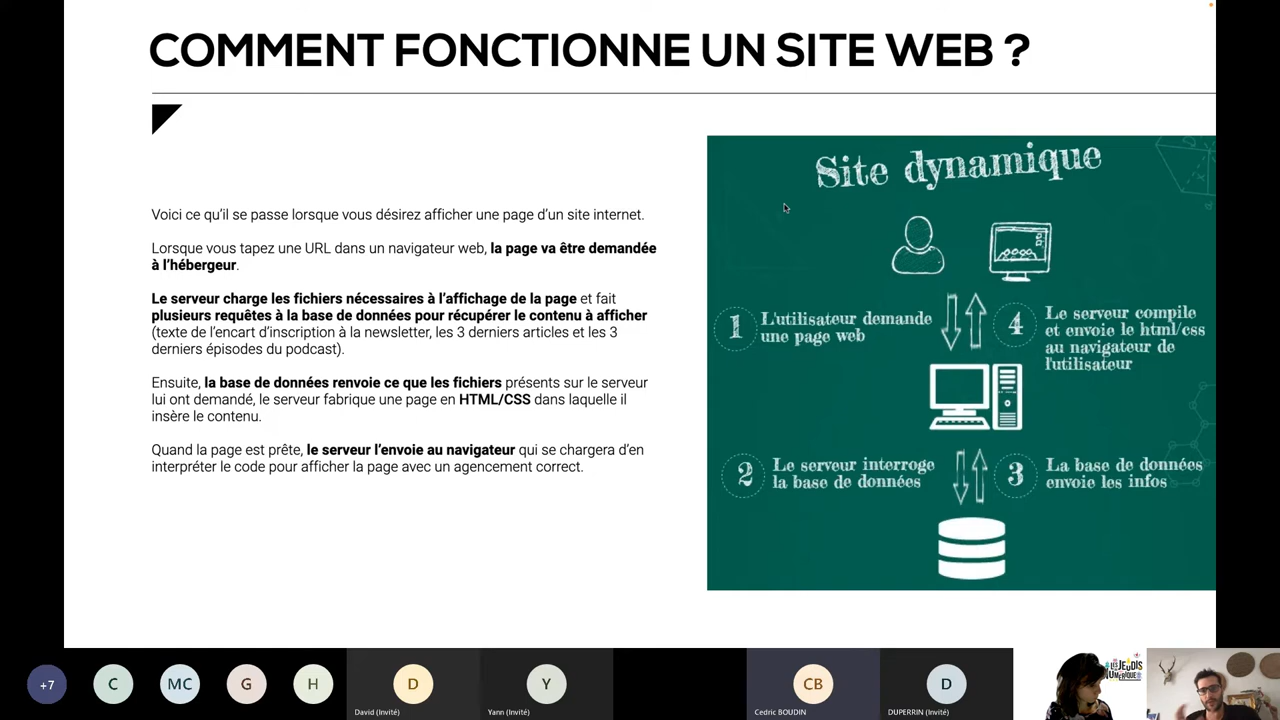 COMMENT FONCTIONNE UN SITE WEB ?
Voici ce qu'il se passe lorsque vous désirez afficher une page d'un site internet.
Lorsque vous tapez une URL dans un navigateur web, la page va être demandée
à l'hébergeur.
Le serveur charge les fichiers nécessaires à l'affichage de la page et fait
plusieurs requêtes à la base de données pour récupérer le contenu à afficher
(texte de l'encart d'inscription à la newsletter, les 3 derniers articles et les 3
derniers épisodes du podcast).
Ensuite, la base de données renvoie ce que les fichiers présents sur le serveur
lui ont demandé, le serveur fabrique une page en HTML/CSS dans laquelle il
insère le contenu.
Quand la page est prête, le serveur l'envoie au navigateur qui se chargera d'en
interpréter le code pour afficher la page avec un agencement correct.
Site dynamique
1 L'utilisateur demande
une page web
4 Le serveur compile
et envoie le html/css
au navigateur de
l'utilisateur
2 Le serveur interroge
la base de données
3 La base de données
envoie les infos
+7
C
MC
G
H
D
David (Invité)
Y
Yann (Invité)
CB
Cedric BOUDIN
D
DUPERRIN (Invité)
LES JEUDIS
NUMERIQUE